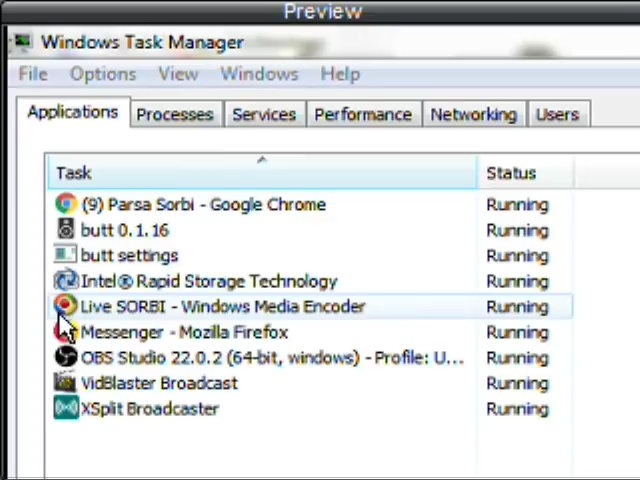 Preview
Windows Task Manager
File Options View Windows Help
Applications Processes Services Performance Networking Users
Task Status
(9) Parsa Sorbi - Google Chrome Running
butt 0.1.16 Running
butt settings Running
Intel® Rapid Storage Technology Running
Live SORBI - Windows Media Encoder Running
Messenger - Mozilla Firefox Running
OBS Studio 22.0.2 (64-bit, windows) - Profile: U... Running
VidBlaster Broadcast Running
XSplit Broadcaster Running